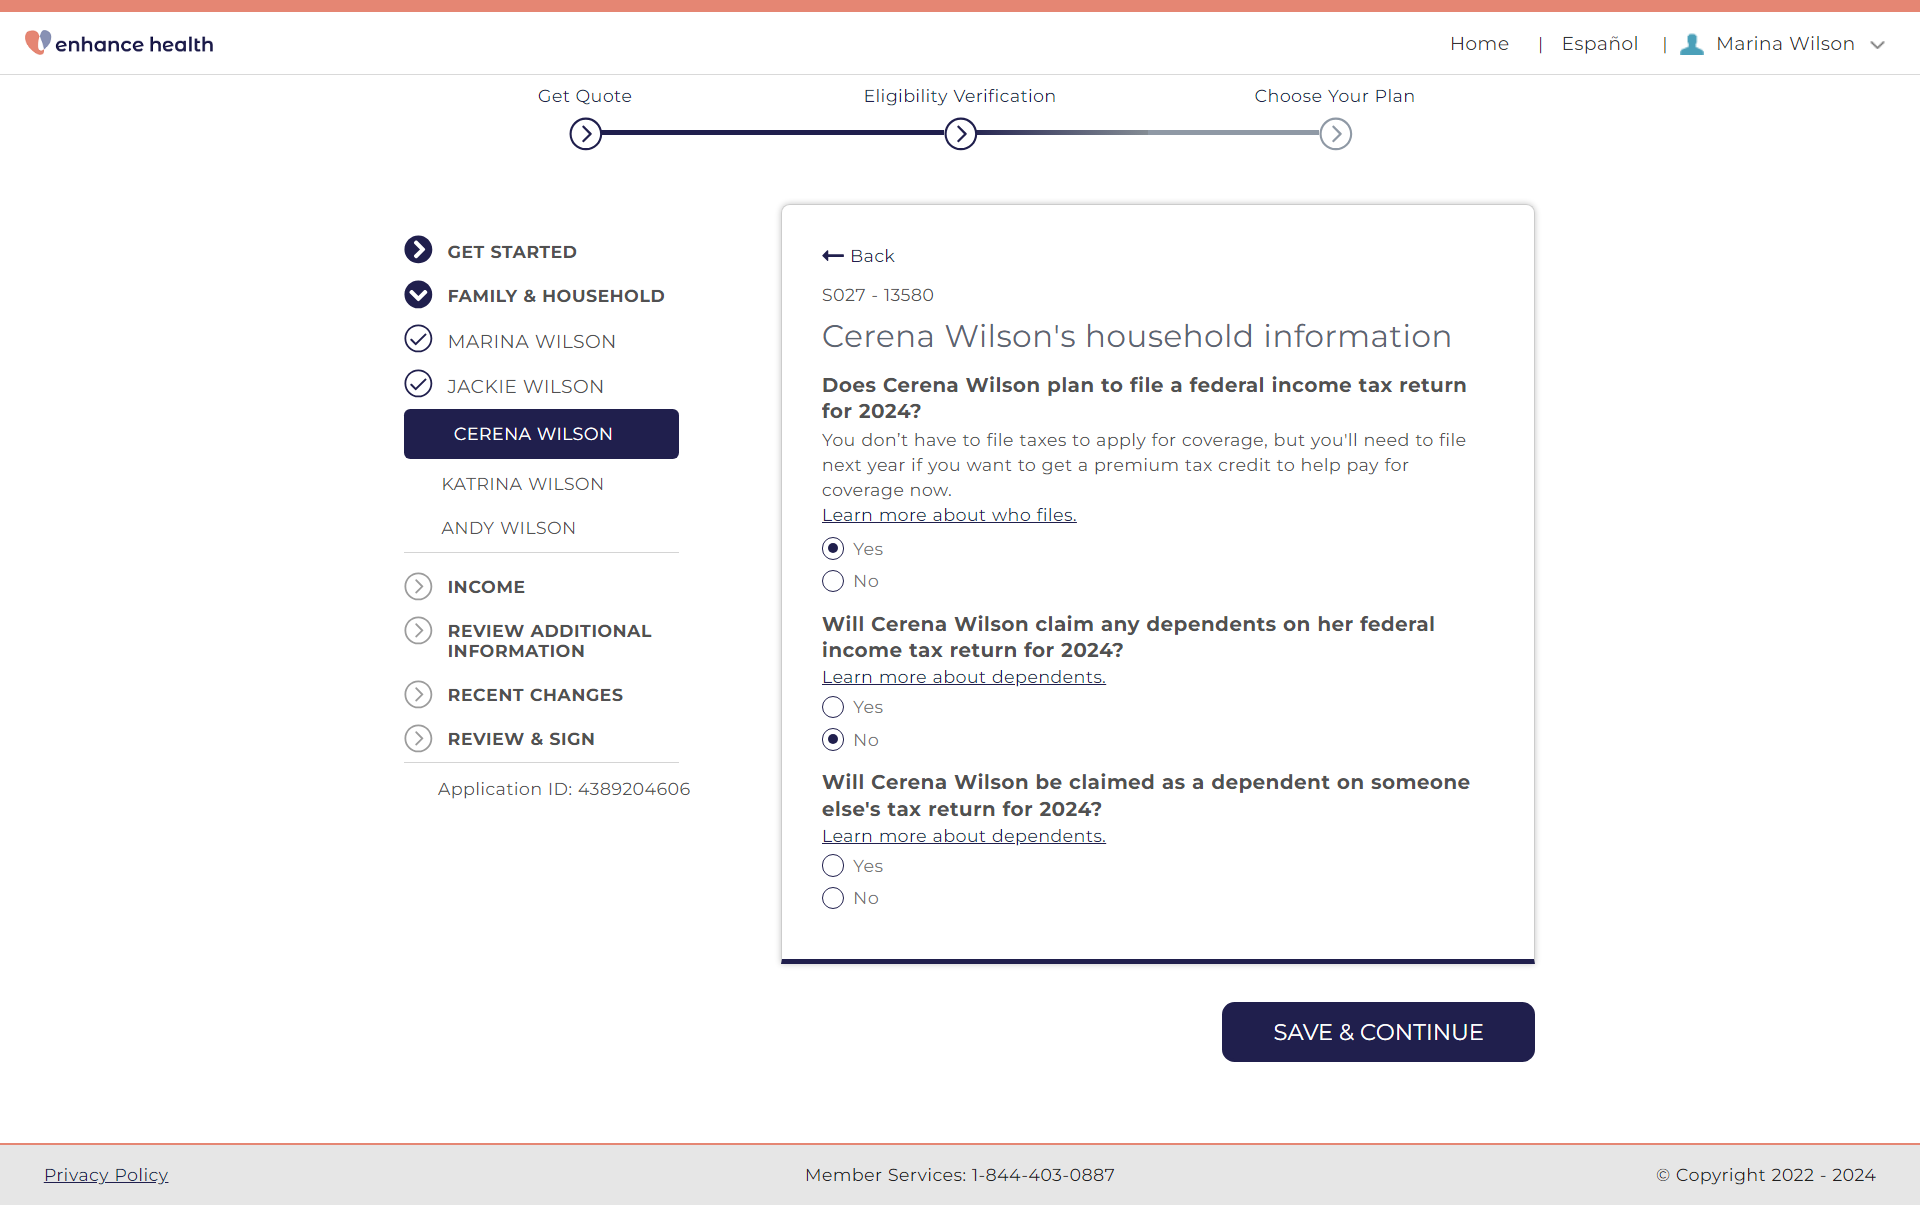 enhance health
Home | Español | Marina Wilson
Get Quote
Eligibility Verification
Choose Your Plan
GET STARTED
FAMILY & HOUSEHOLD
MARINA WILSON
JACKIE WILSON
CERENA WILSON
KATRINA WILSON
ANDY WILSON
INCOME
REVIEW ADDITIONAL
INFORMATION
RECENT CHANGES
REVIEW & SIGN
Application ID: 4389204606
Back
S027 - 13580
Cerena Wilson's household information
Does Cerena Wilson plan to file a federal income tax return
for 2024?
You don’t have to file taxes to apply for coverage, but you'll need to file
next year if you want to get a premium tax credit to help pay for
coverage now.
Learn more about who files.
Yes
No
Will Cerena Wilson claim any dependents on her federal
income tax return for 2024?
Learn more about dependents.
Yes
No
Will Cerena Wilson be claimed as a dependent on someone
else's tax return for 2024?
Learn more about dependents.
Yes
No
SAVE & CONTINUE
Privacy Policy
Member Services: 1-844-403-0887
© Copyright 2022 - 2024